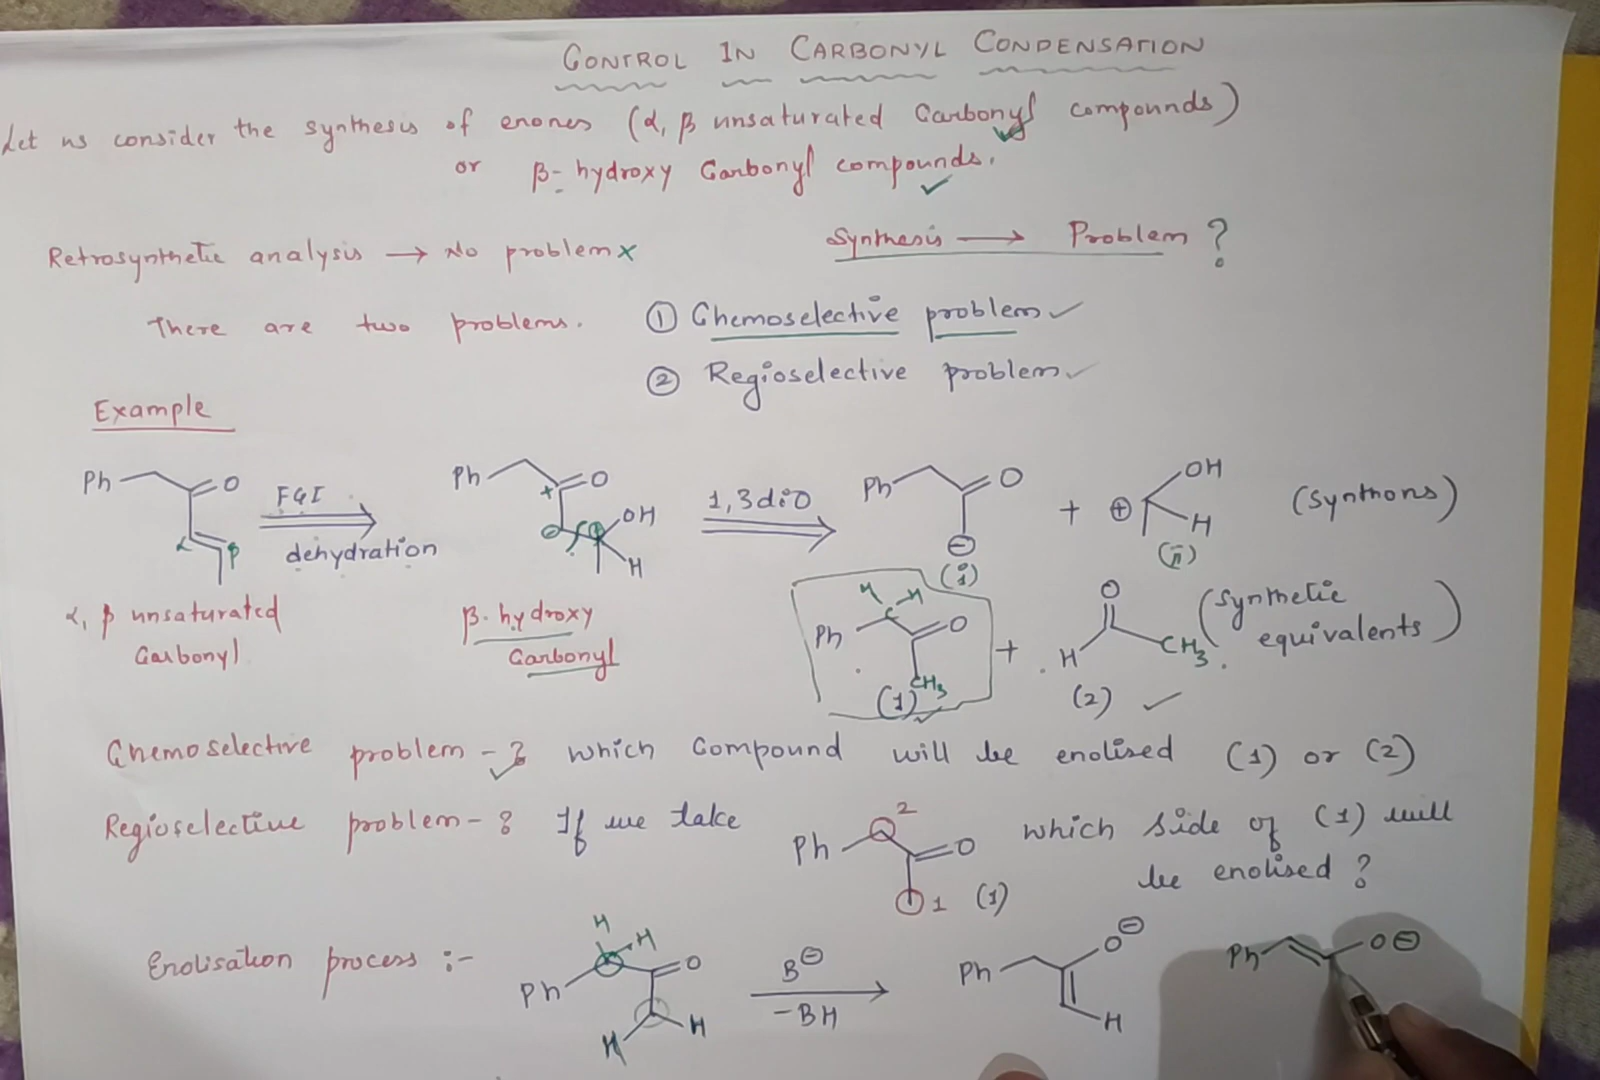 CONTROL IN CARBONYL CONDENSATION
Let us consider the synthesis of enones (α, β unsaturated Carbonyl compounds)
or β- hydroxy Carbonyl compounds.
Retrosynthetic analysis → No problem x
Synthesis → Problem ?
There are two problems. ① Chemoselective problem ✓
② Regioselective problem ✓
Example
Ph O FGI dehydration Ph O OH H 1,3 diO Ph O ⊖ (i) + ⊕ OH H (ii) (Synthons)
α β
α, β unsaturated
Carbonyl
β- hydroxy
Carbonyl
Ph C H H O CH3 (1) + H O CH3 (2) ✓ (Synthetic
equivalents)
Chemoselective problem - ? which Compound will be enolised (1) or (2)
Regioselective problem - ? If we take Ph 2 O 1 (1) which side of (1) will
be enolised ?
Enolisation process :- Ph H H O H H B⊖ -BH Ph O⊖ H Ph O⊖